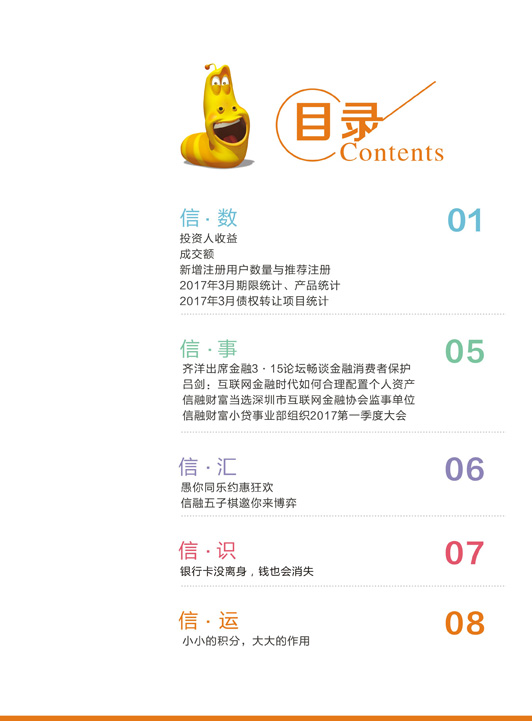 目录
Contents
信·数 01
投资人收益
成交额
新增注册用户数量与推荐注册
2017年3月期限统计、产品统计
2017年3月债权转让项目统计
信·事 05
齐洋出席金融3·15论坛畅谈金融消费者保护
吕剑：互联网金融时代如何合理配置个人资产
信融财富当选深圳市互联网金融协会监事单位
信融财富小贷事业部组织2017第一季度大会
信·汇 06
愚你同乐约惠狂欢
信融五子棋邀你来博弈
信·识 07
银行卡没离身，钱也会消失
信·运 08
小小的积分，大大的作用